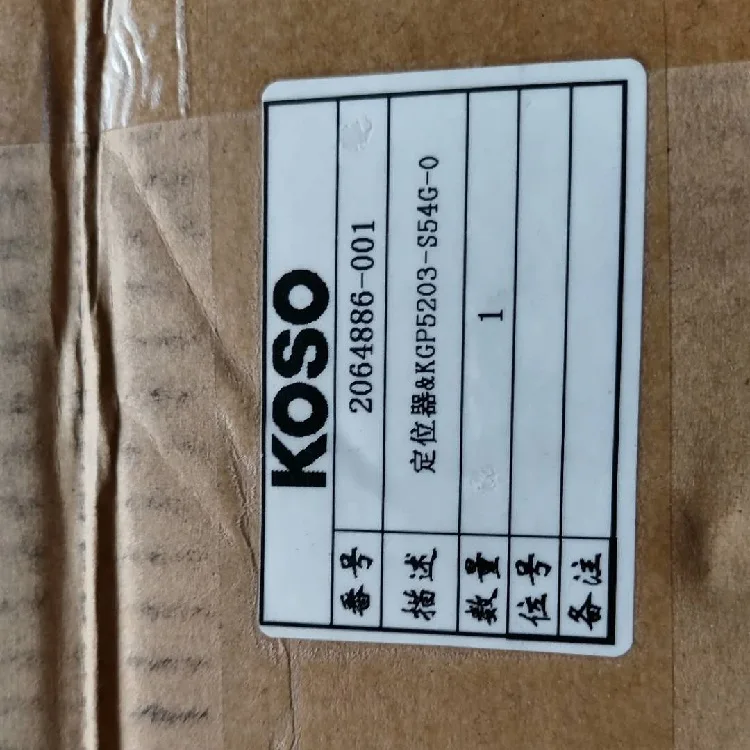 KOSO
番号 2064886-001
描述 定位器&KGP5203-S54G-0
数量 1
位号
备注